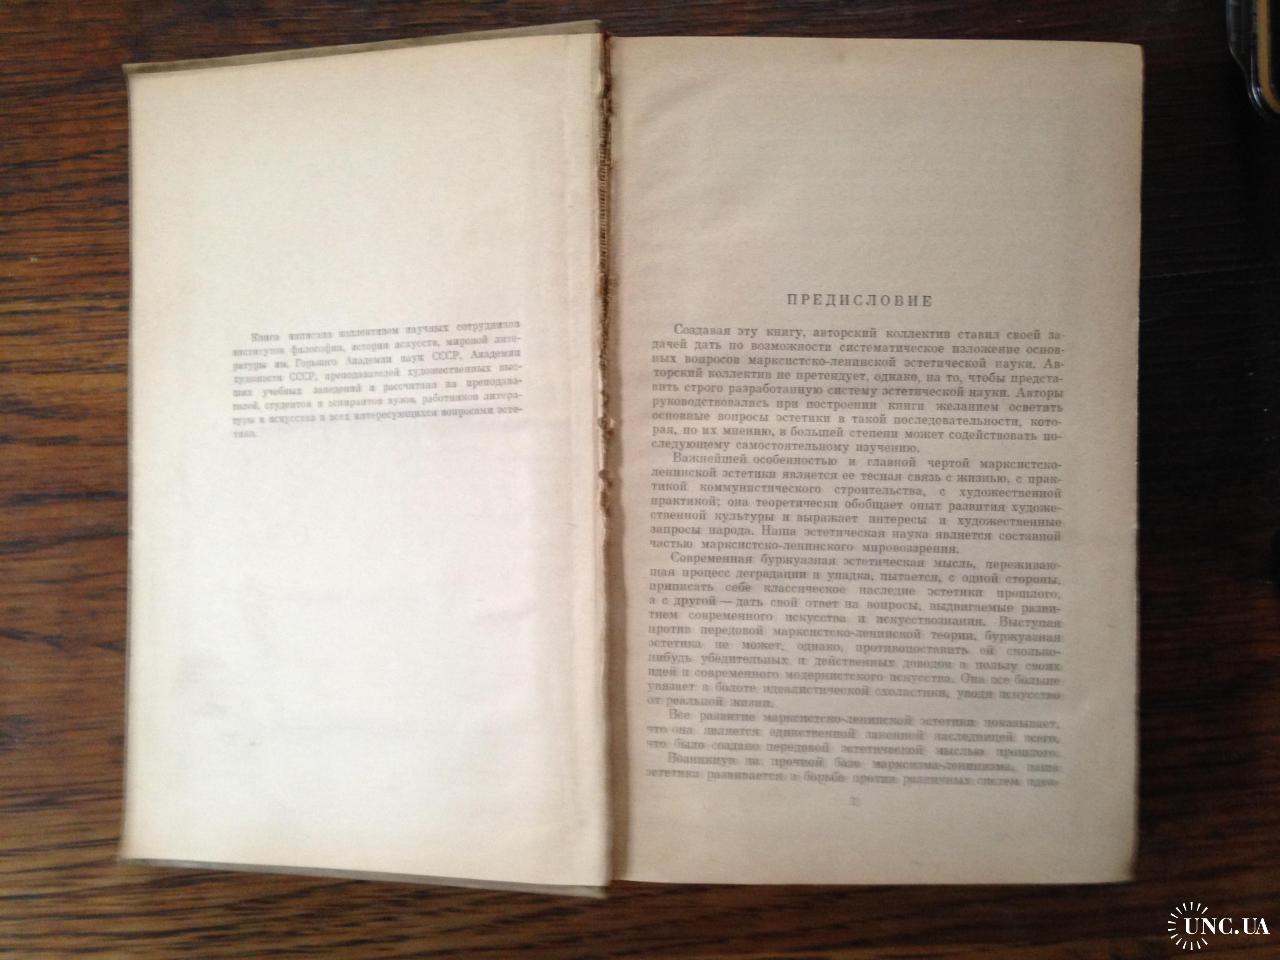 Книга написана коллективом научных сотрудников
институтов философии, истории искусств, мировой лите-
ратуры им. Горького Академии наук СССР, Академии
художеств СССР, преподавателей художественных выс-
ших учебных заведений и рассчитана на преподава-
телей, студентов и аспирантов вузов, работников литера-
туры и искусства и всех интересующихся вопросами эсте-
тики.
ПРЕДИСЛОВИЕ
Создавая эту книгу, авторский коллектив ставил своей за-
дачей дать по возможности систематическое изложение основ-
ных вопросов марксистско-ленинской эстетической науки. Ав-
торский коллектив не претендует, однако, на то, чтобы предста-
вить строго разработанную систему эстетической науки. Авторы
руководствовались при построении книги желанием осветить
основные вопросы эстетики в такой последовательности, кото-
рая, по их мнению, в большей степени может содействовать по-
следующему самостоятельному изучению.
Важнейшей особенностью и главной чертой марксистско-
ленинской эстетики является ее тесная связь с жизнью, с прак-
тикой коммунистического строительства, с художественной
практикой; она теоретически обобщает опыт развития художе-
ственной культуры и выражает интересы и художественные
запросы народа. Наша эстетическая наука является составной
частью марксистско-ленинского мировоззрения.
Современная буржуазная эстетическая мысль, переживаю-
щая процесс деградации и упадка, пытается, с одной стороны,
приписать себе классическое наследие эстетики прошлого,
а с другой — дать свой ответ на вопросы, выдвигаемые разви-
тием современного искусства и искусствознания. Выступая
против передовой марксистско-ленинской теории, буржуазная
эстетика не может, однако, противопоставить ей сколько-
нибудь убедительных и действенных доводов в пользу своих
идей и современного модернистского искусства. Она все больше
увязает в болоте идеалистической схоластики, уводя искусство
от реальной жизни.
Все развитие марксистско-ленинской эстетики показывает,
что она является единственной законной наследницей всего,
что было создано передовой эстетической мыслью прошлого.
Возникнув на прочной базе марксизма-ленинизма, наша
эстетика развивается в борьбе против различных систем идеа-
3
UNC.UA